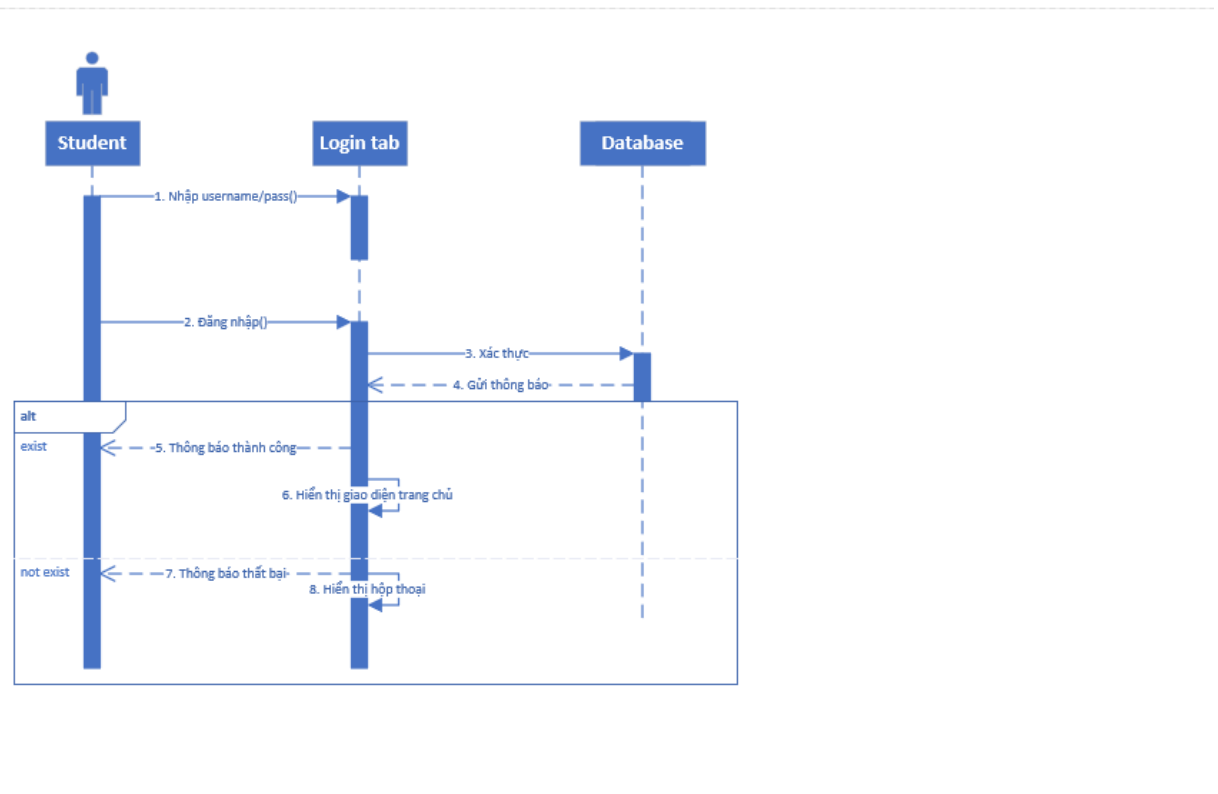 Student
Login tab
Database
1. Nhập username/pass()
2. Đăng nhập()
3. Xác thực
4. Gửi thông báo
alt
exist
5. Thông báo thành công
6. Hiển thị giao diện trang chủ
not exist
7. Thông báo thất bại
8. Hiển thị hộp thoại